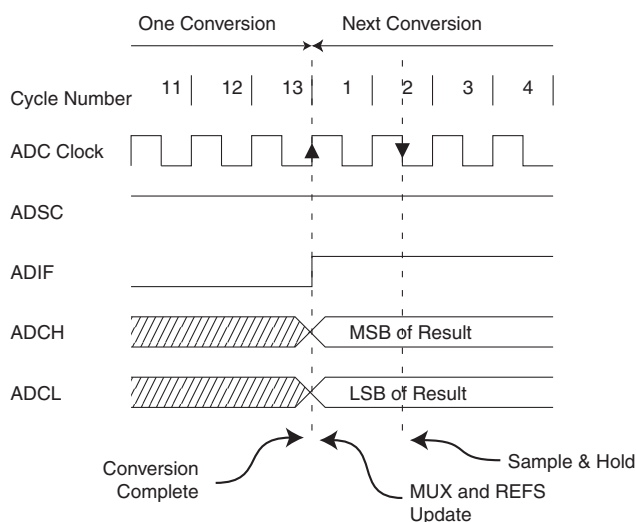 One Conversion Next Conversion
Cycle Number 11 12 13 1 2 3 4
ADC Clock
ADSC
ADIF
ADCH MSB of Result
ADCL LSB of Result
Sample & Hold
Conversion
Complete
MUX and REFS
Update